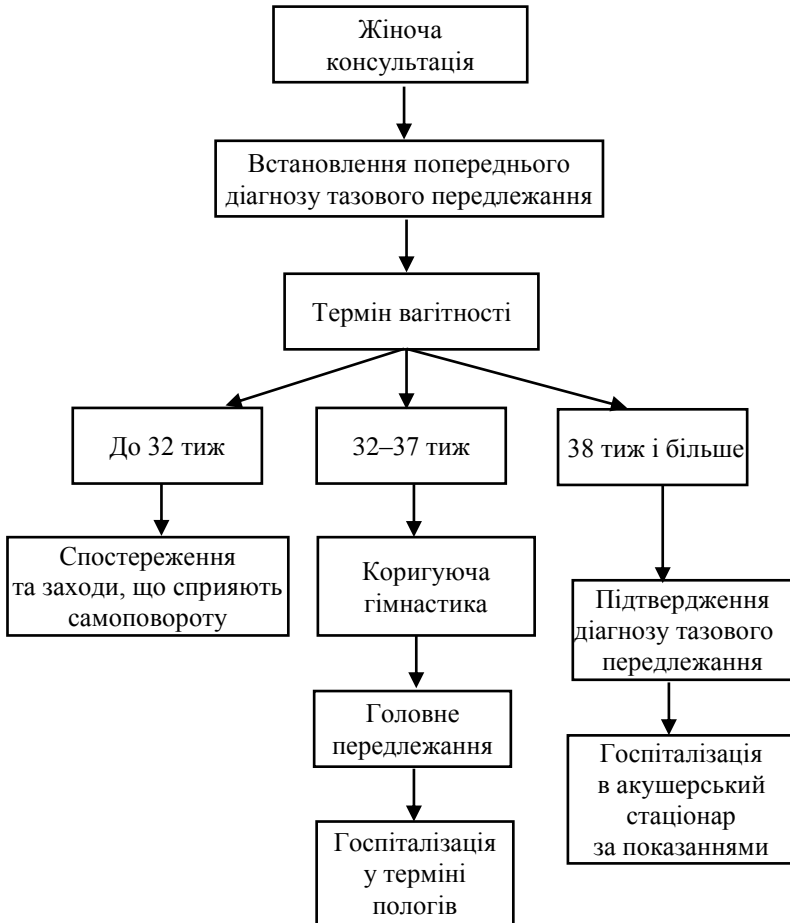 Жіноча
консультація
Встановлення попереднього
діагнозу тазового передлежання
Термін вагітності
До 32 тиж
32–37 тиж
38 тиж і більше
Спостереження
та заходи, що сприяють
самоповороту
Коригуюча
гімнастика
Підтвердження
діагнозу тазового
передлежання
Головне
передлежання
Госпіталізація
в акушерський
стаціонар
за показаннями
Госпіталізація
у терміні
пологів